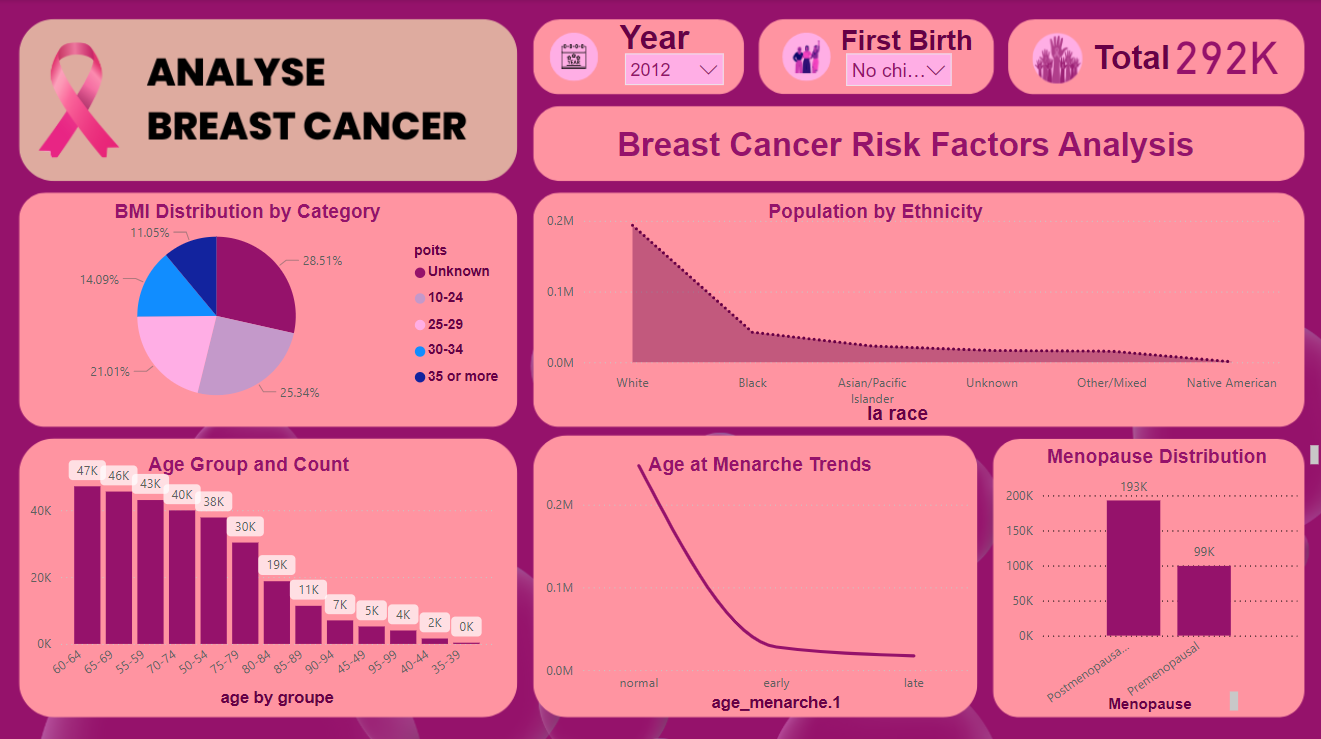 ANALYSE
BREAST CANCER
Year
2012
First Birth
No chi...
Total 292K
Breast Cancer Risk Factors Analysis
BMI Distribution by Category
11.05%
28.51%
14.09%
21.01%
25.34%
poits
Unknown
10-24
25-29
30-34
35 or more
Population by Ethnicity
0.2M
0.1M
0.0M
White
Black
Asian/Pacific
Islander
Unknown
Other/Mixed
Native American
la race
Age Group and Count
47K
46K
43K
40K
38K
30K
19K
11K
7K
5K
4K
2K
0K
40K
20K
0K
60-64
65-69
55-59
70-74
50-54
75-79
80-84
85-89
90-94
45-49
95-99
40-44
35-39
age by groupe
Age at Menarche Trends
0.2M
0.1M
0.0M
normal
early
late
age_menarche.1
Menopause Distribution
193K
99K
200K
150K
100K
50K
0K
Postmenopausa...
Premenopausal
Menopause